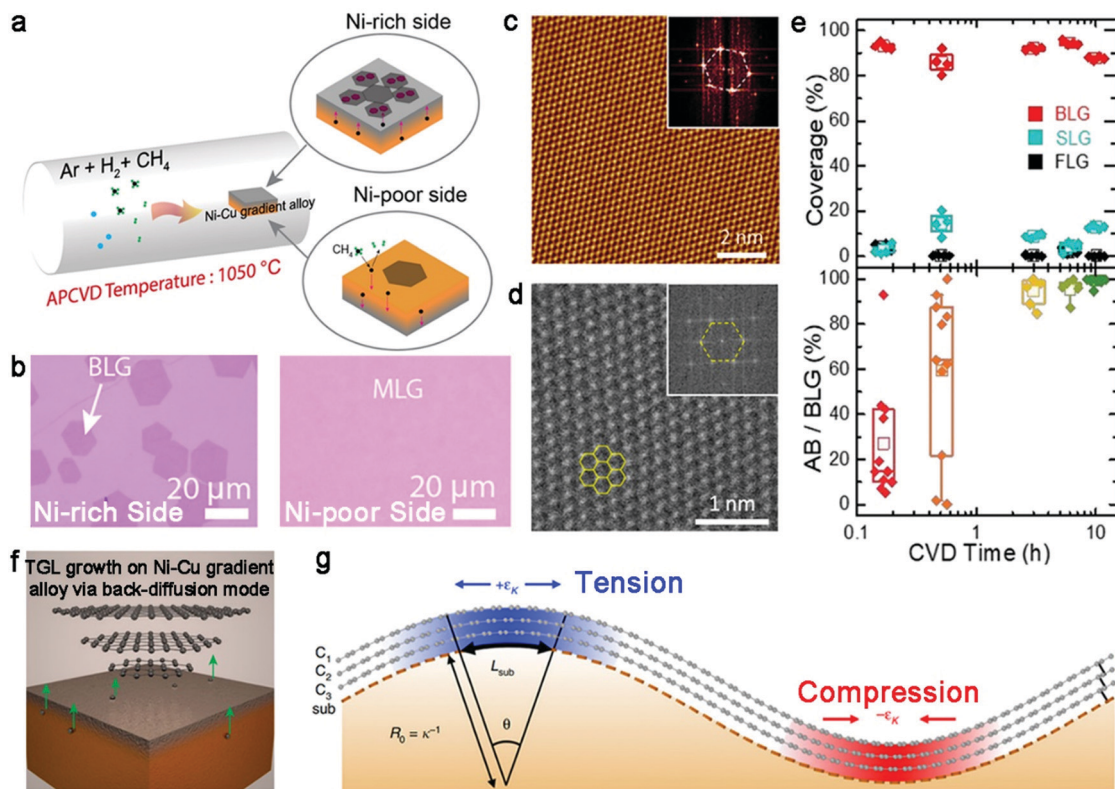 a
Ni-rich side
Ar + H₂ + CH₄
Ni-Cu gradient alloy
APCVD Temperature : 1050 °C
Ni-poor side
CH₄
b
BLG
20 μm
Ni-rich Side
MLG
20 μm
Ni-poor Side
c
2 nm
d
1 nm
e
Coverage (%)
100
80
60
40
20
0
BLG
SLG
FLG
AB / BLG (%)
100
80
60
40
20
0
0.1
1
10
CVD Time (h)
f
TGL growth on Ni-Cu gradient
alloy via back-diffusion mode
g
+εκ
Tension
C₁
C₂
C₃
sub
L sub
R₀ = κ⁻¹
θ
Compression
−εκ